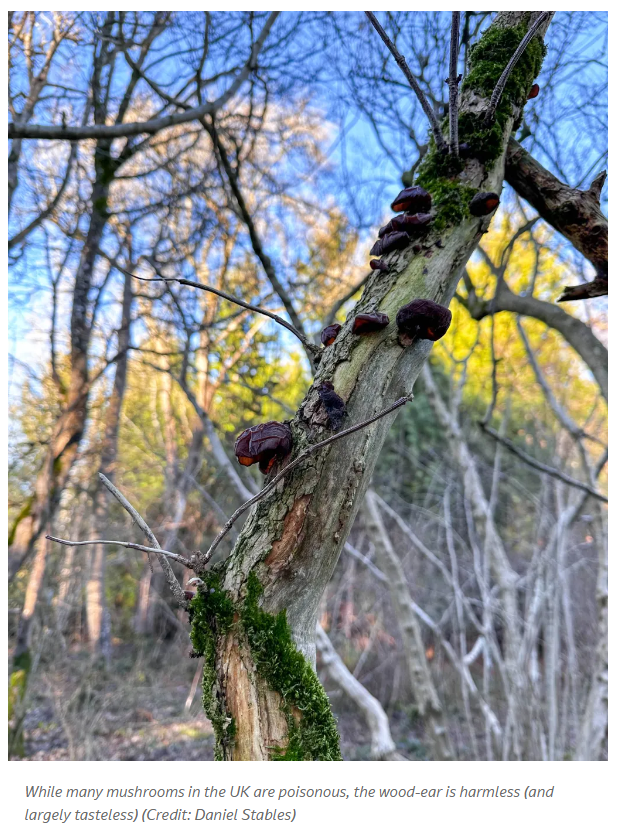 While many mushrooms in the UK are poisonous, the wood-ear is harmless (and
largely tasteless) (Credit: Daniel Stables)